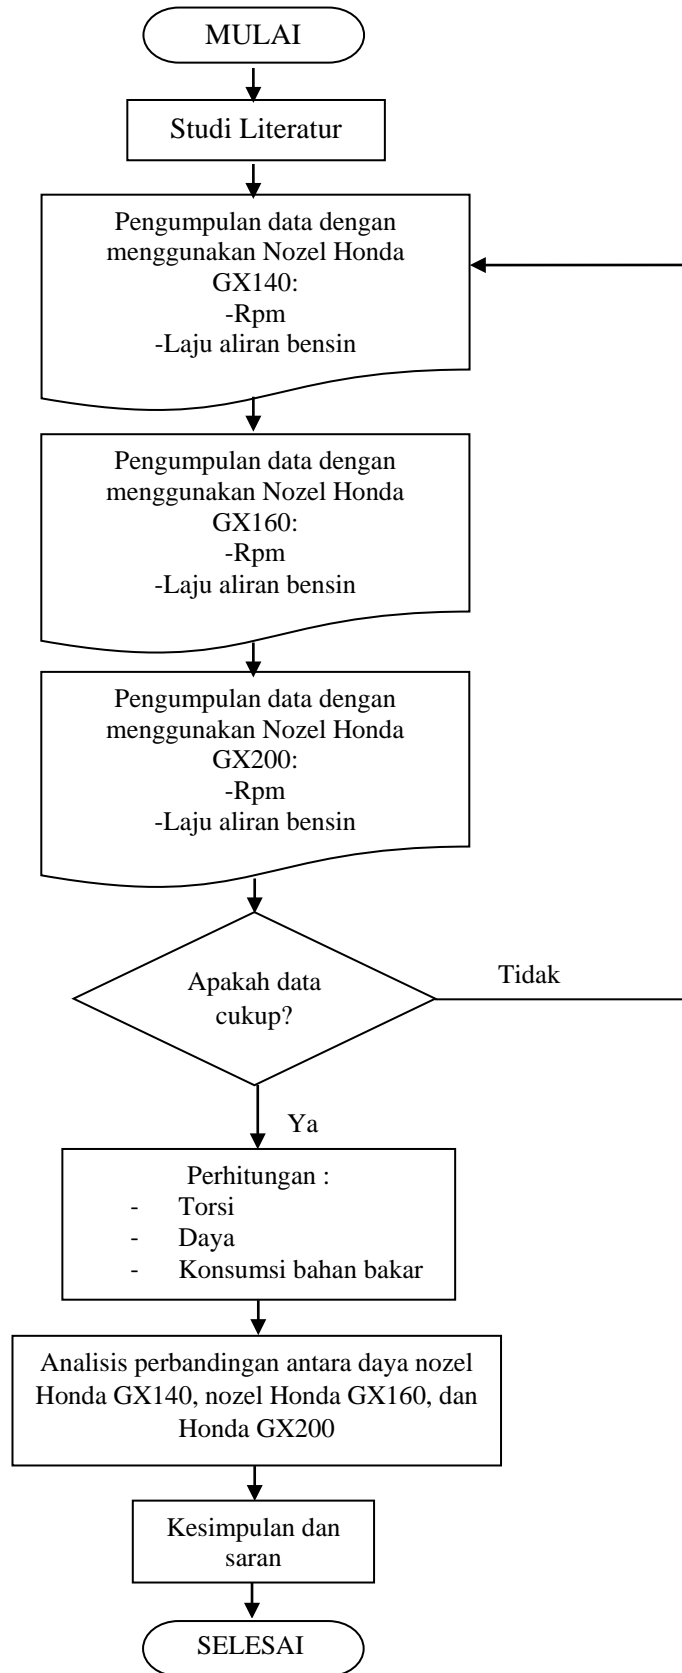 MULAI
Studi Literatur
Pengumpulan data dengan
menggunakan Nozel Honda
GX140:
-Rpm
-Laju aliran bensin
Pengumpulan data dengan
menggunakan Nozel Honda
GX160:
-Rpm
-Laju aliran bensin
Pengumpulan data dengan
menggunakan Nozel Honda
GX200:
-Rpm
-Laju aliran bensin
Apakah data
cukup?
Tidak
Ya
Perhitungan :
- Torsi
- Daya
- Konsumsi bahan bakar
Analisis perbandingan antara daya nozel
Honda GX140, nozel Honda GX160, dan
Honda GX200
Kesimpulan dan
saran
SELESAI